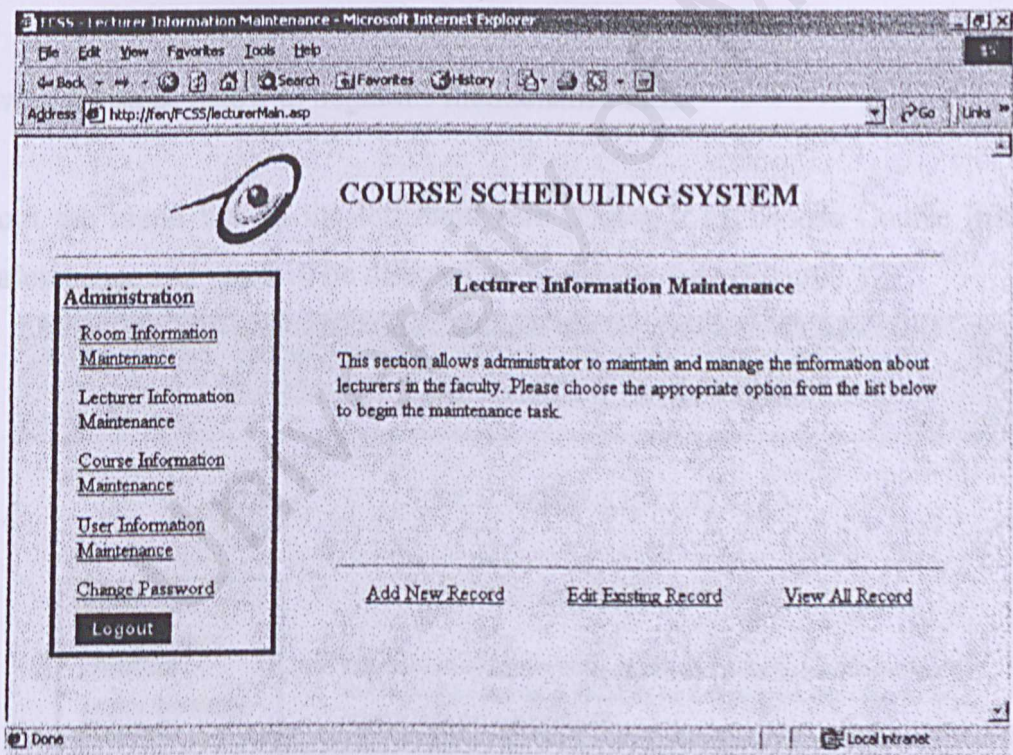 FCSS - Lecturer Information Maintenance - Microsoft Internet Explorer
File Edit View Favorites Tools Help
Back Search Favorites History
Address http://fen/FCSS/lecturerMain.asp Go Links
COURSE SCHEDULING SYSTEM
Administration
Room Information
Maintenance
Lecturer Information
Maintenance
Course Information
Maintenance
User Information
Maintenance
Change Password
Logout
Lecturer Information Maintenance
This section allows administrator to maintain and manage the information about
lecturers in the faculty. Please choose the appropriate option from the list below
to begin the maintenance task.
Add New Record Edit Existing Record View All Record
Done Local intranet
University of M